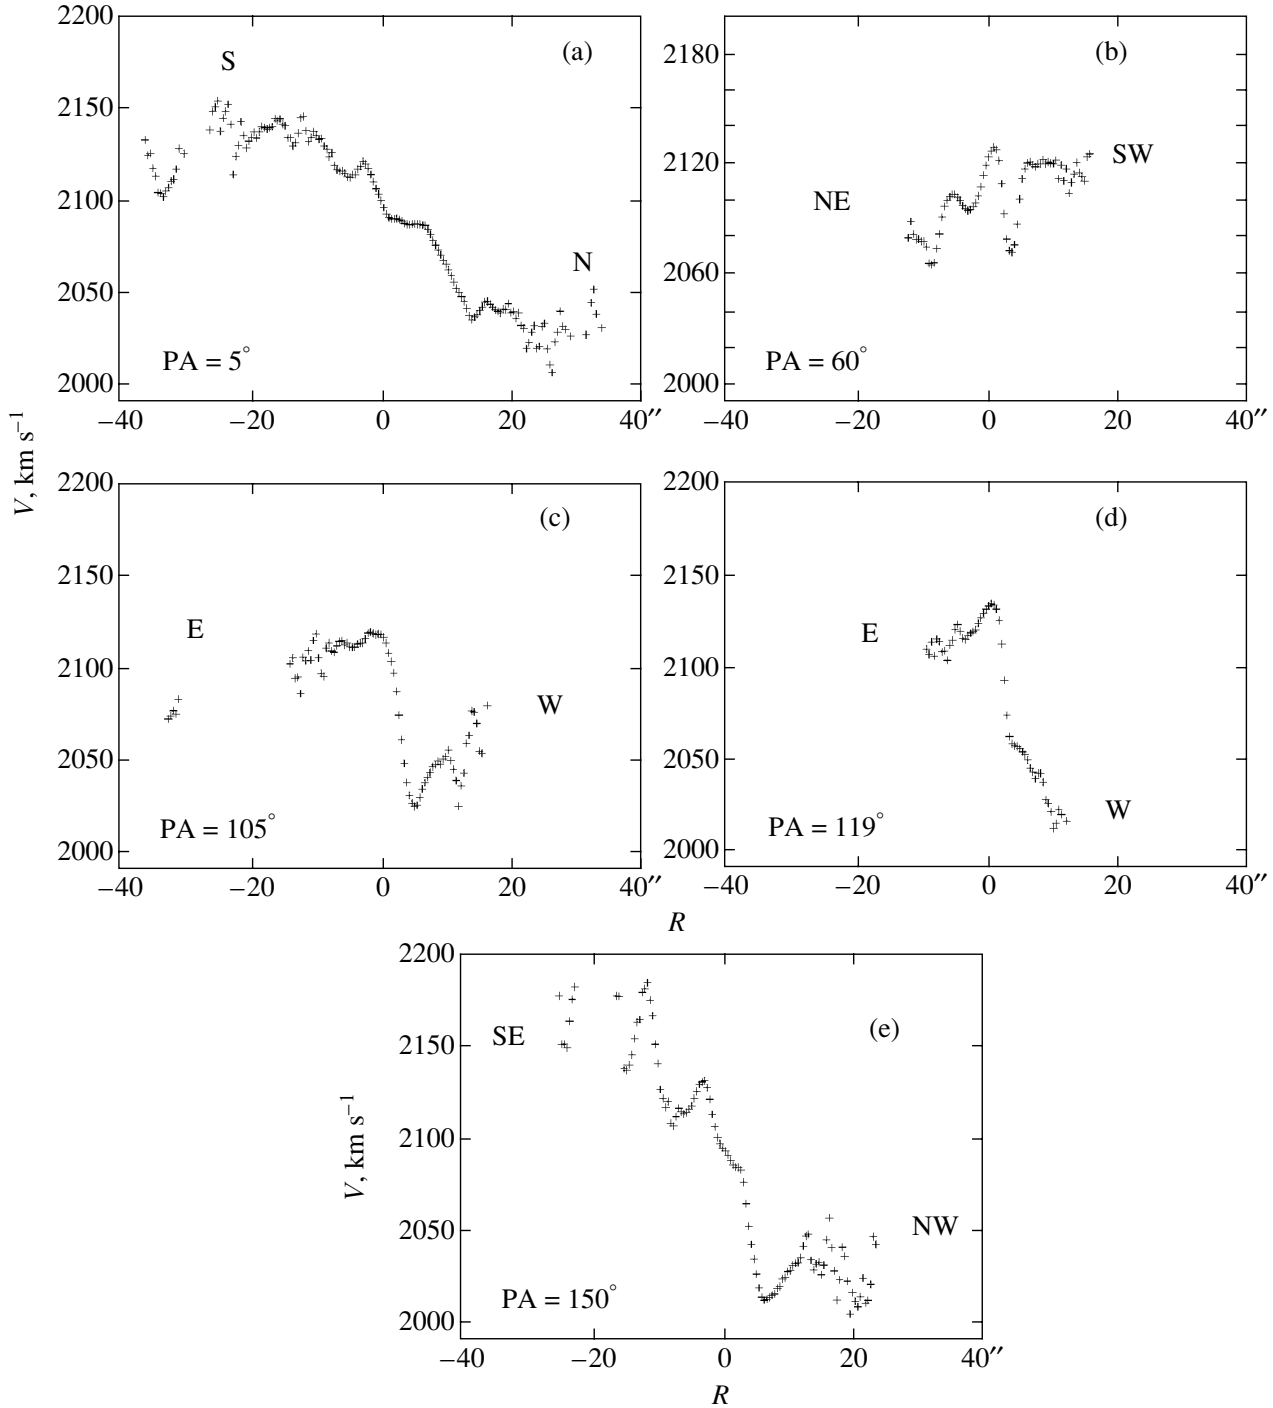 2200
(a)
S
2150
2100
2050
N
PA = 5°
2000
−40 −20 0 20 40″
(b)
2180
2120
SW
NE
2060
PA = 60°
2000
−40 −20 0 20 40″
V, km s⁻¹
2200
(c)
2150
E
2100
W
2050
PA = 105°
2000
−40 −20 0 20 40″
2200
(d)
2150
E
2100
2050
W
PA = 119°
2000
−40 −20 0 20 40″
R
2200
(e)
SE
2150
2100
V, km s⁻¹
2050
NW
PA = 150°
2000
−40 −20 0 20 40″
R